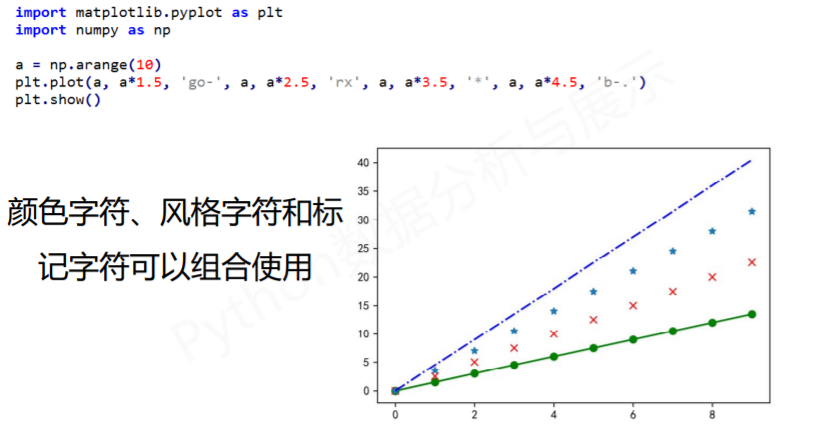 import matplotlib.pyplot as plt
import numpy as np
a = np.arange(10)
plt.plot(a, a*1.5, 'go-', a, a*2.5, 'rx', a, a*3.5, '*', a, a*4.5, 'b-.')
plt.show()
颜色字符、风格字符和标
记字符可以组合使用
40
35
30
25
20
15
10
5
0
0 2 4 6 8
Python数据分析与展示